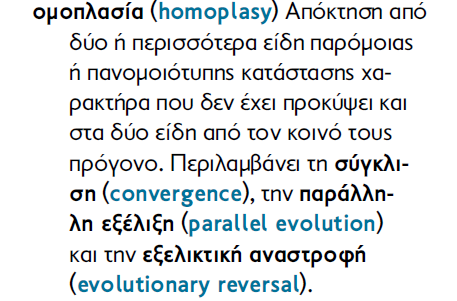 ομοπλασία (homoplasy) Απόκτηση από
δύο ή περισσότερα είδη παρόμοιας
ή πανομοιότυπης κατάστασης χα-
ρακτήρα που δεν έχει προκύψει και
στα δύο είδη από τον κοινό τους
πρόγονο. Περιλαμβάνει τη σύγκλι-
ση (convergence), την παράλλη-
λη εξέλιξη (parallel evolution)
και την εξελικτική αναστροφή
(evolutionary reversal).